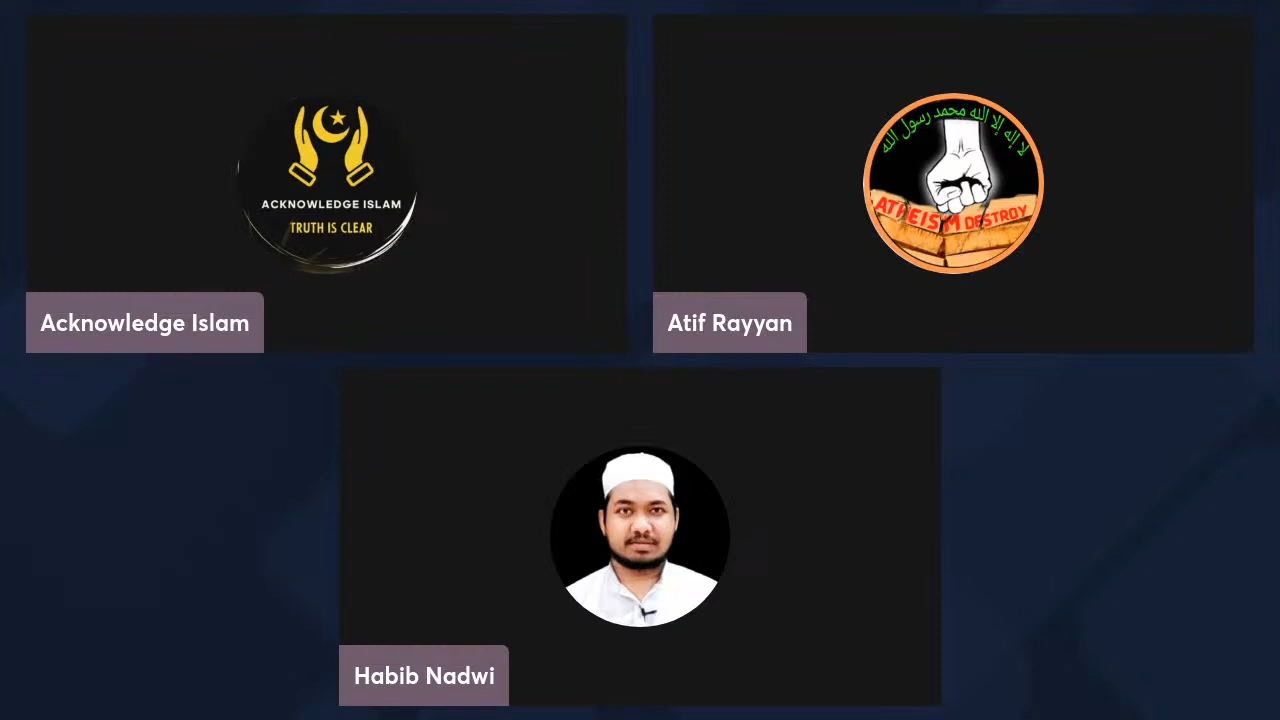 ACKNOWLEDGE ISLAM
TRUTH IS CLEAR
Acknowledge Islam
لا إله إلا الله محمد رسول الله
ATHEISM DESTROY
Atif Rayyan
Habib Nadwi